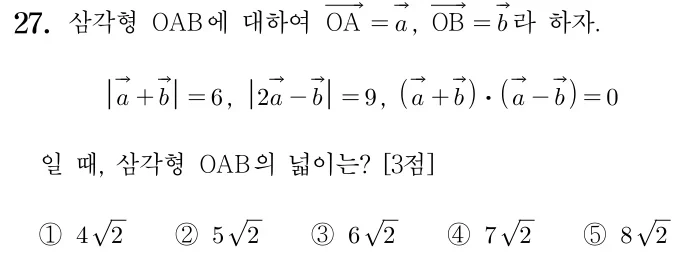 27. 삼각형 OAB에 대하여 $\overrightarrow{OA} = \vec{a}$, $\overrightarrow{OB} = \vec{b}$라 하자.
$|\vec{a}+\vec{b}|=6$, $|2\vec{a}-\vec{b}|=9$, $(\vec{a}+\vec{b})\cdot(\vec{a}-\vec{b})=0$
일 때, 삼각형 OAB의 넓이는? [3점]
① $4\sqrt{2}$ ② $5\sqrt{2}$ ③ $6\sqrt{2}$ ④ $7\sqrt{2}$ ⑤ $8\sqrt{2}$